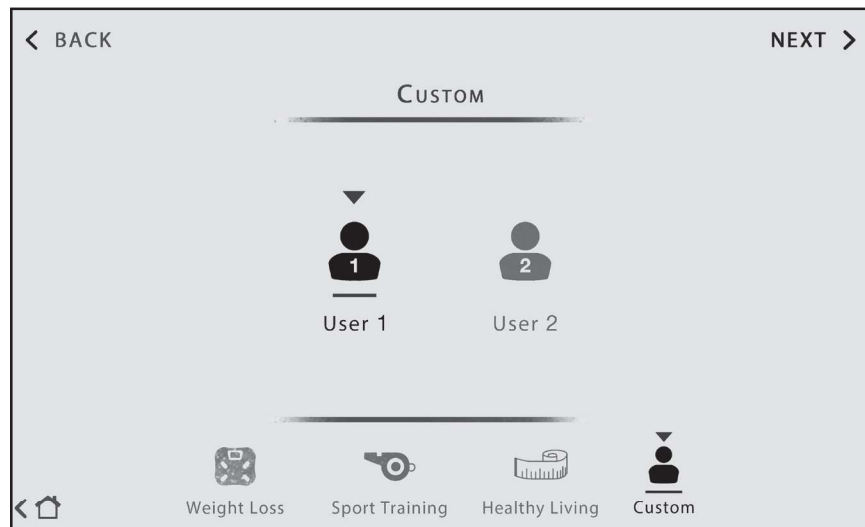 BACK
NEXT
CUSTOM
1
2
User 1
User 2
Weight Loss
Sport Training
Healthy Living
Custom